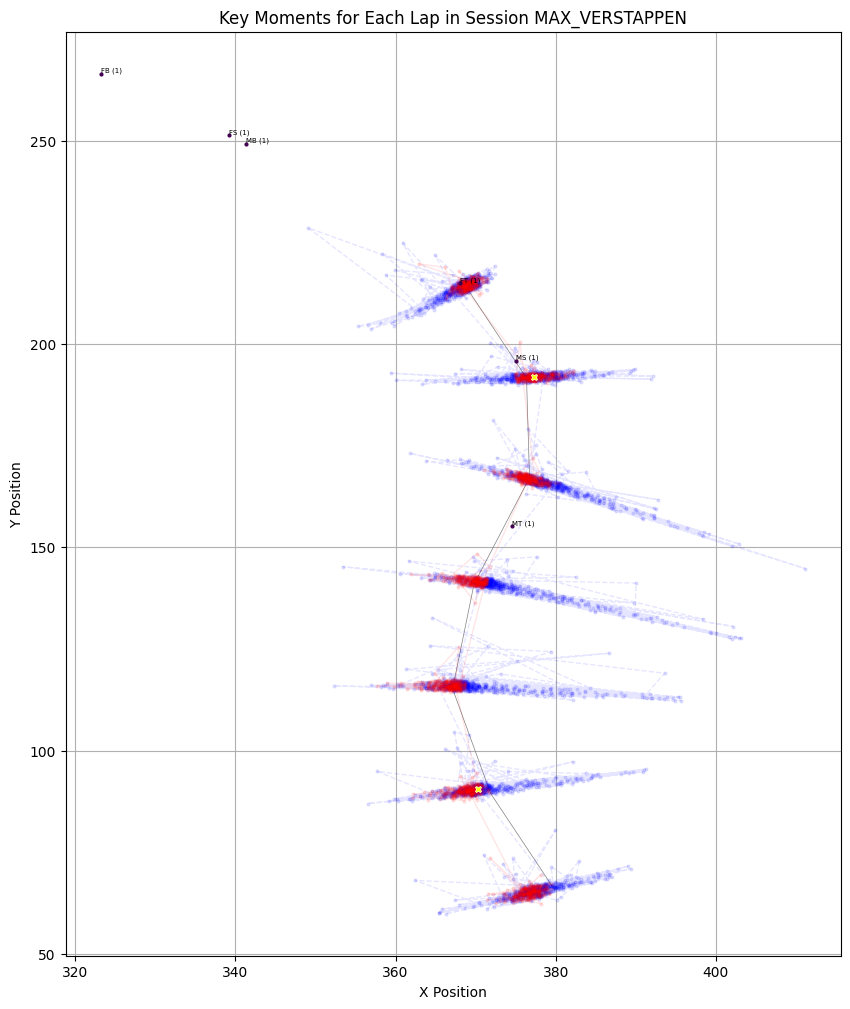 Key Moments for Each Lap in Session MAX_VERSTAPPEN
FB (1)
FS (1)
MB (1)
MS (1)
MT (1)
250
200
150
100
50
Y Position
320
340
360
380
400
X Position